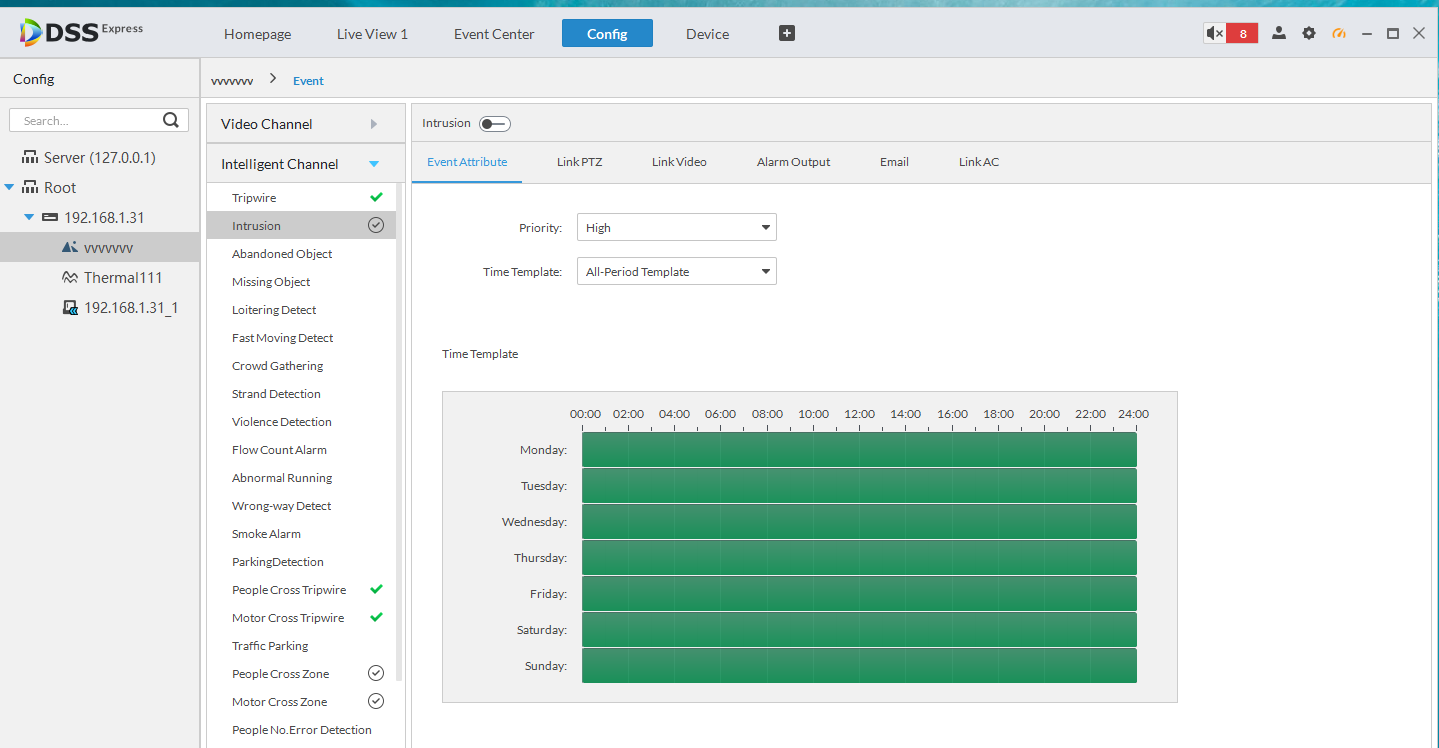 DSS Express
Homepage
Live View 1
Event Center
Config
Device
8
Config
vvvvvvv > Event
Search...
Server (127.0.0.1)
Root
192.168.1.31
vvvvvvv
Thermal111
192.168.1.31_1
Video Channel
Intelligent Channel
Tripwire
Intrusion
Abandoned Object
Missing Object
Loitering Detect
Fast Moving Detect
Crowd Gathering
Strand Detection
Violence Detection
Flow Count Alarm
Abnormal Running
Wrong-way Detect
Smoke Alarm
ParkingDetection
People Cross Tripwire
Motor Cross Tripwire
Traffic Parking
People Cross Zone
Motor Cross Zone
People No.Error Detection
Intrusion
Event Attribute
Link PTZ
Link Video
Alarm Output
Email
Link AC
Priority: High
Time Template: All-Period Template
Time Template
00:00 02:00 04:00 06:00 08:00 10:00 12:00 14:00 16:00 18:00 20:00 22:00 24:00
Monday:
Tuesday:
Wednesday:
Thursday:
Friday:
Saturday:
Sunday: